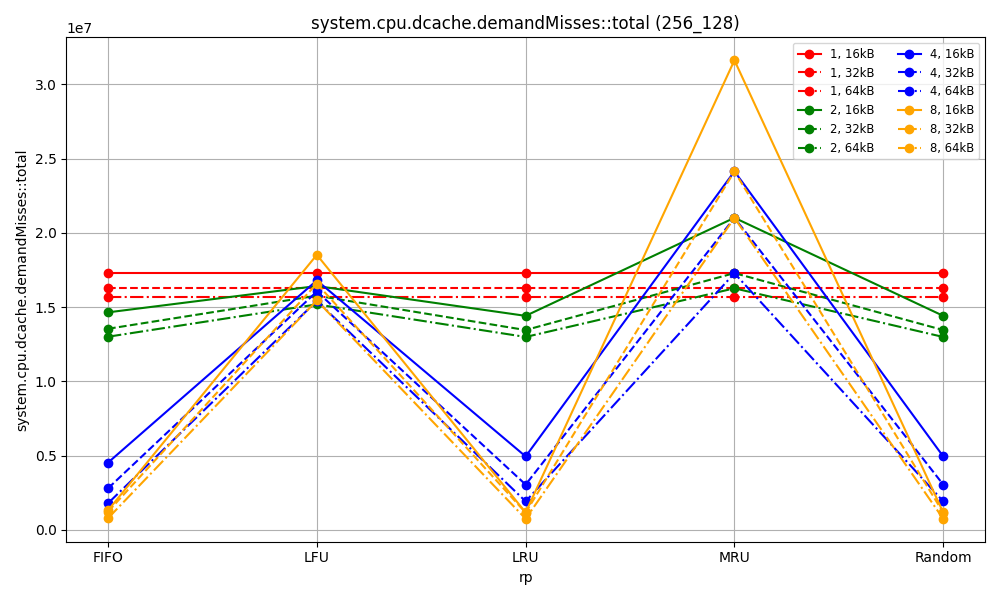 system.cpu.dcache.demandMisses::total (256_128)
1e7
1, 16kB
1, 32kB
1, 64kB
2, 16kB
2, 32kB
2, 64kB
4, 16kB
4, 32kB
4, 64kB
8, 16kB
8, 32kB
8, 64kB
3.0
2.5
2.0
1.5
1.0
0.5
0.0
system.cpu.dcache.demandMisses::total
FIFO LFU LRU MRU Random
rp